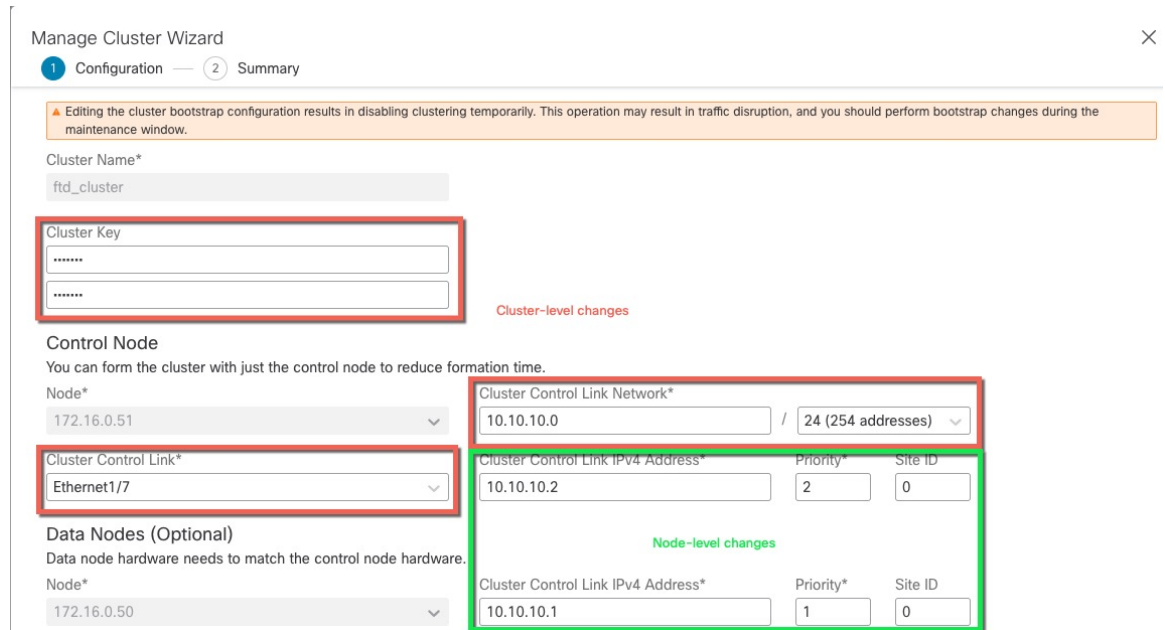 Manage Cluster Wizard
1 Configuration — 2 Summary
Editing the cluster bootstrap configuration results in disabling clustering temporarily. This operation may result in traffic disruption, and you should perform bootstrap changes during the
maintenance window.
Cluster Name*
ftd_cluster
Cluster Key
.......
.......
Cluster-level changes
Control Node
You can form the cluster with just the control node to reduce formation time.
Node* Cluster Control Link Network*
172.16.0.51 10.10.10.0 / 24 (254 addresses)
Cluster Control Link* Cluster Control Link IPv4 Address* Priority* Site ID
Ethernet1/7 10.10.10.2 2 0
Data Nodes (Optional)
Node-level changes
Data node hardware needs to match the control node hardware.
Node* Cluster Control Link IPv4 Address* Priority* Site ID
172.16.0.50 10.10.10.1 1 0